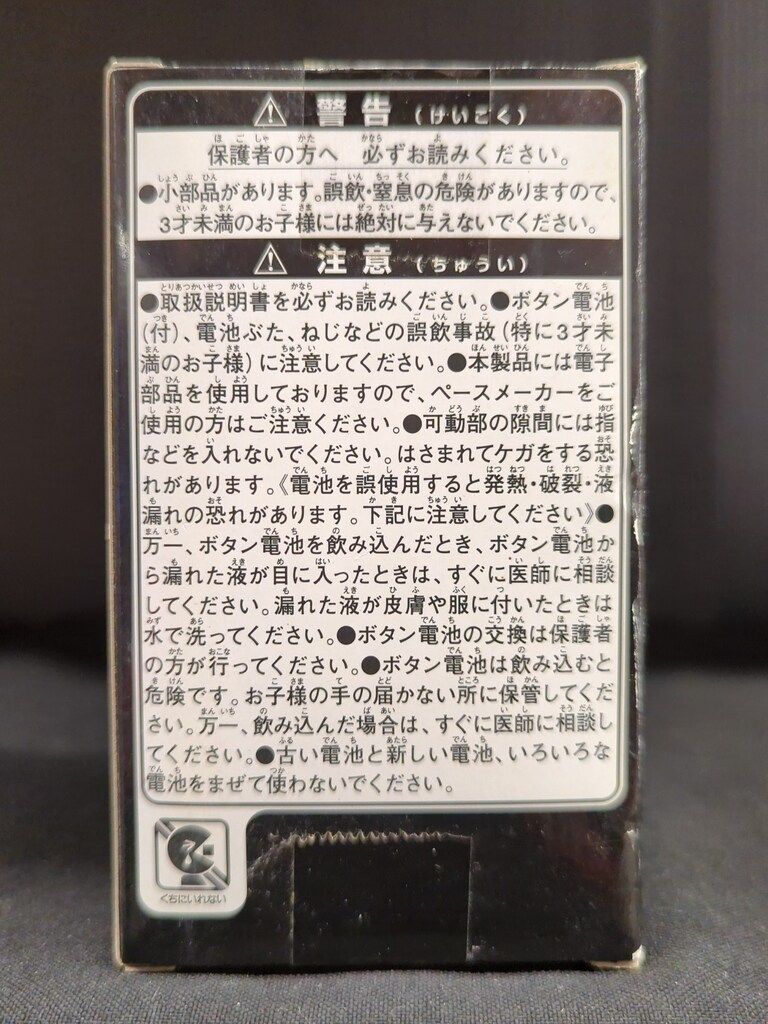 ⚠ 警告 (けいこく)
保護者の方へ 必ずお読みください。
●小部品があります。誤飲・窒息の危険がありますので、
3才未満のお子様には絶対に与えないでください。
⚠ 注意 (ちゅうい)
●取扱説明書を必ずお読みください。●ボタン電池
(付)、電池ぶた、ねじなどの誤飲事故(特に3才未
満のお子様)に注意してください。●本製品には電子
部品を使用しておりますので、ペースメーカーをご
使用の方はご注意ください。●可動部の隙間には指
などを入れないでください。はさまれてケガをする恐
れがあります。《電池を誤使用すると発熱・破裂・液
漏れの恐れがあります。下記に注意してください》●
万一、ボタン電池を飲み込んだとき、ボタン電池か
ら漏れた液が目に入ったときは、すぐに医師に相談
してください。漏れた液が皮膚や服に付いたときは
水で洗ってください。●ボタン電池の交換は保護者
の方が行ってください。●ボタン電池は飲み込むと
危険です。お子様の手の届かない所に保管してくだ
さい。万一、飲み込んだ場合は、すぐに医師に相談し
てください。●古い電池と新しい電池、いろいろな
電池をまぜて使わないでください。
くちにいれない